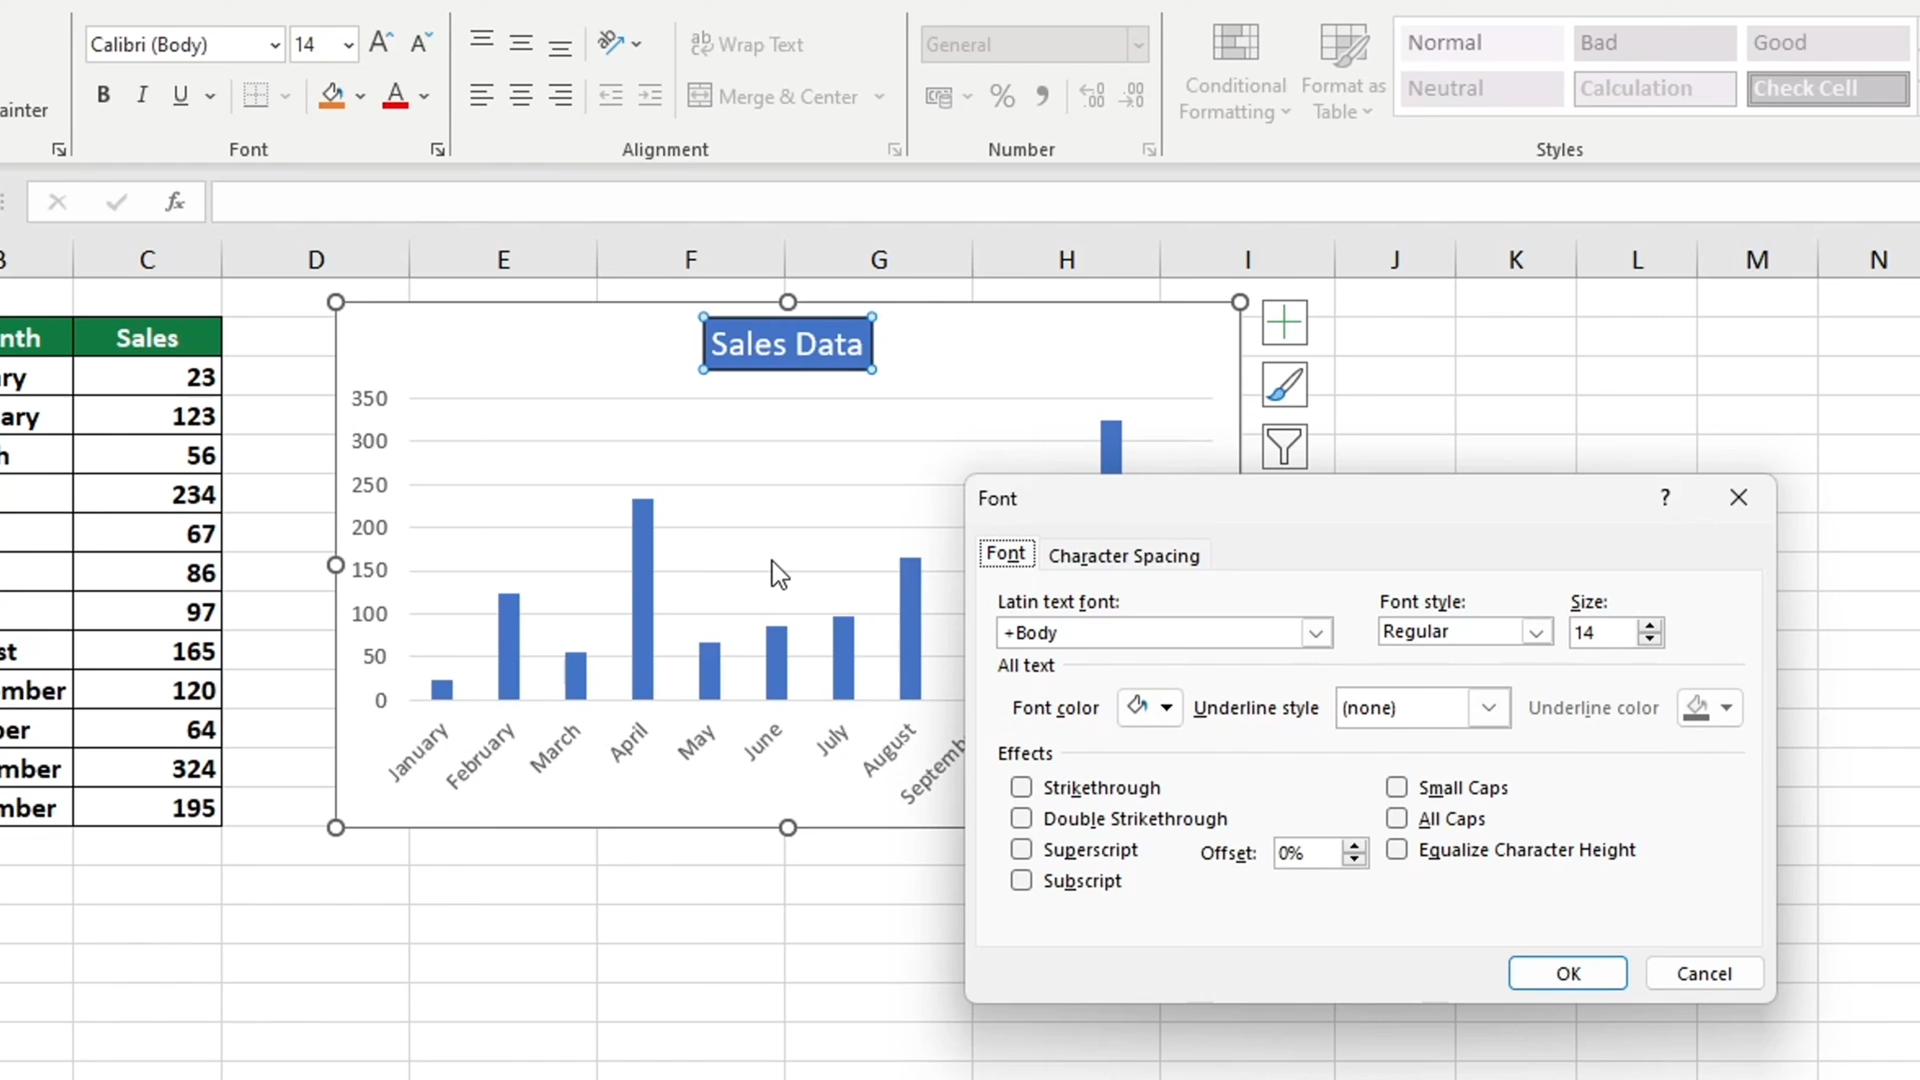 Calibri (Body) 14 A^ Aˇ ab Wrap Text General Normal Bad Good
ainter B I U A Merge & Center % Conditional Formatting Format as Table Neutral Calculation Check Cell
Font Alignment Number Styles
fx
B C D E F G H I J K L M N
nth Sales
ry 23
ary 123
h 56
234
67
86
97
st 165
mber 120
er 64
mber 324
mber 195
Sales Data
350
300
250
200
150
100
50
0
January February March April May June July August Septemb
Font ?
Font Character Spacing
Latin text font: Font style: Size:
+Body Regular 14
All text
Font color Underline style (none) Underline color
Effects
Strikethrough Small Caps
Double Strikethrough All Caps
Superscript Offset: 0% Equalize Character Height
Subscript
OK Cancel